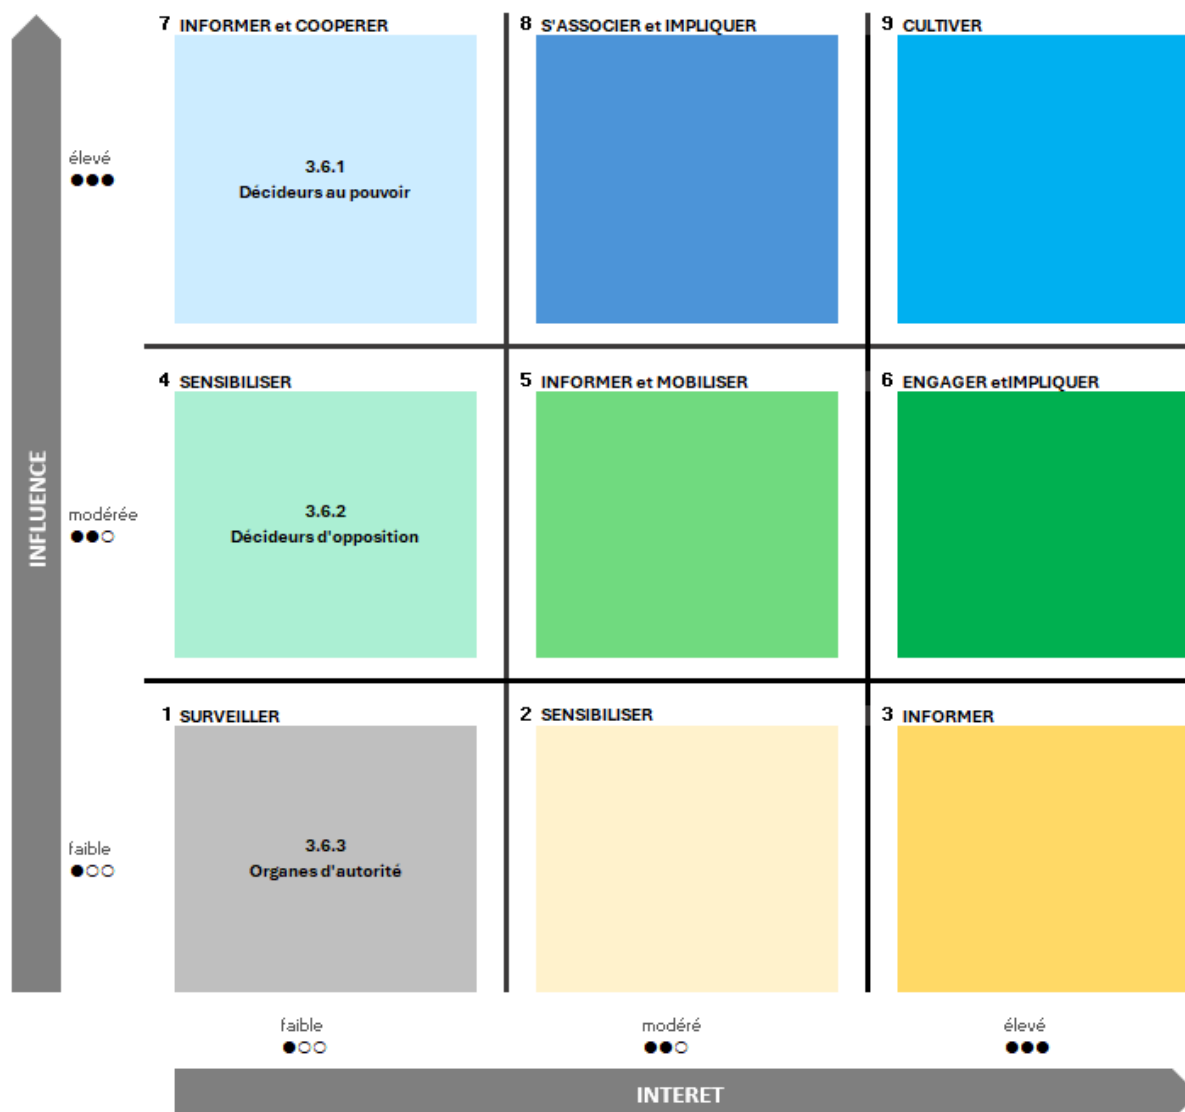 7 INFORMER et COOPERER
8 S'ASSOCIER et IMPLIQUER
9 CULTIVER
élevé
3.6.1
Décideurs au pouvoir
4 SENSIBILISER
5 INFORMER et MOBILISER
6 ENGAGER etIMPLIQUER
INFLUENCE
modérée
3.6.2
Décideurs d'opposition
1 SURVEILLER
2 SENSIBILISER
3 INFORMER
faible
3.6.3
Organes d'autorité
faible
modéré
élevé
INTERET